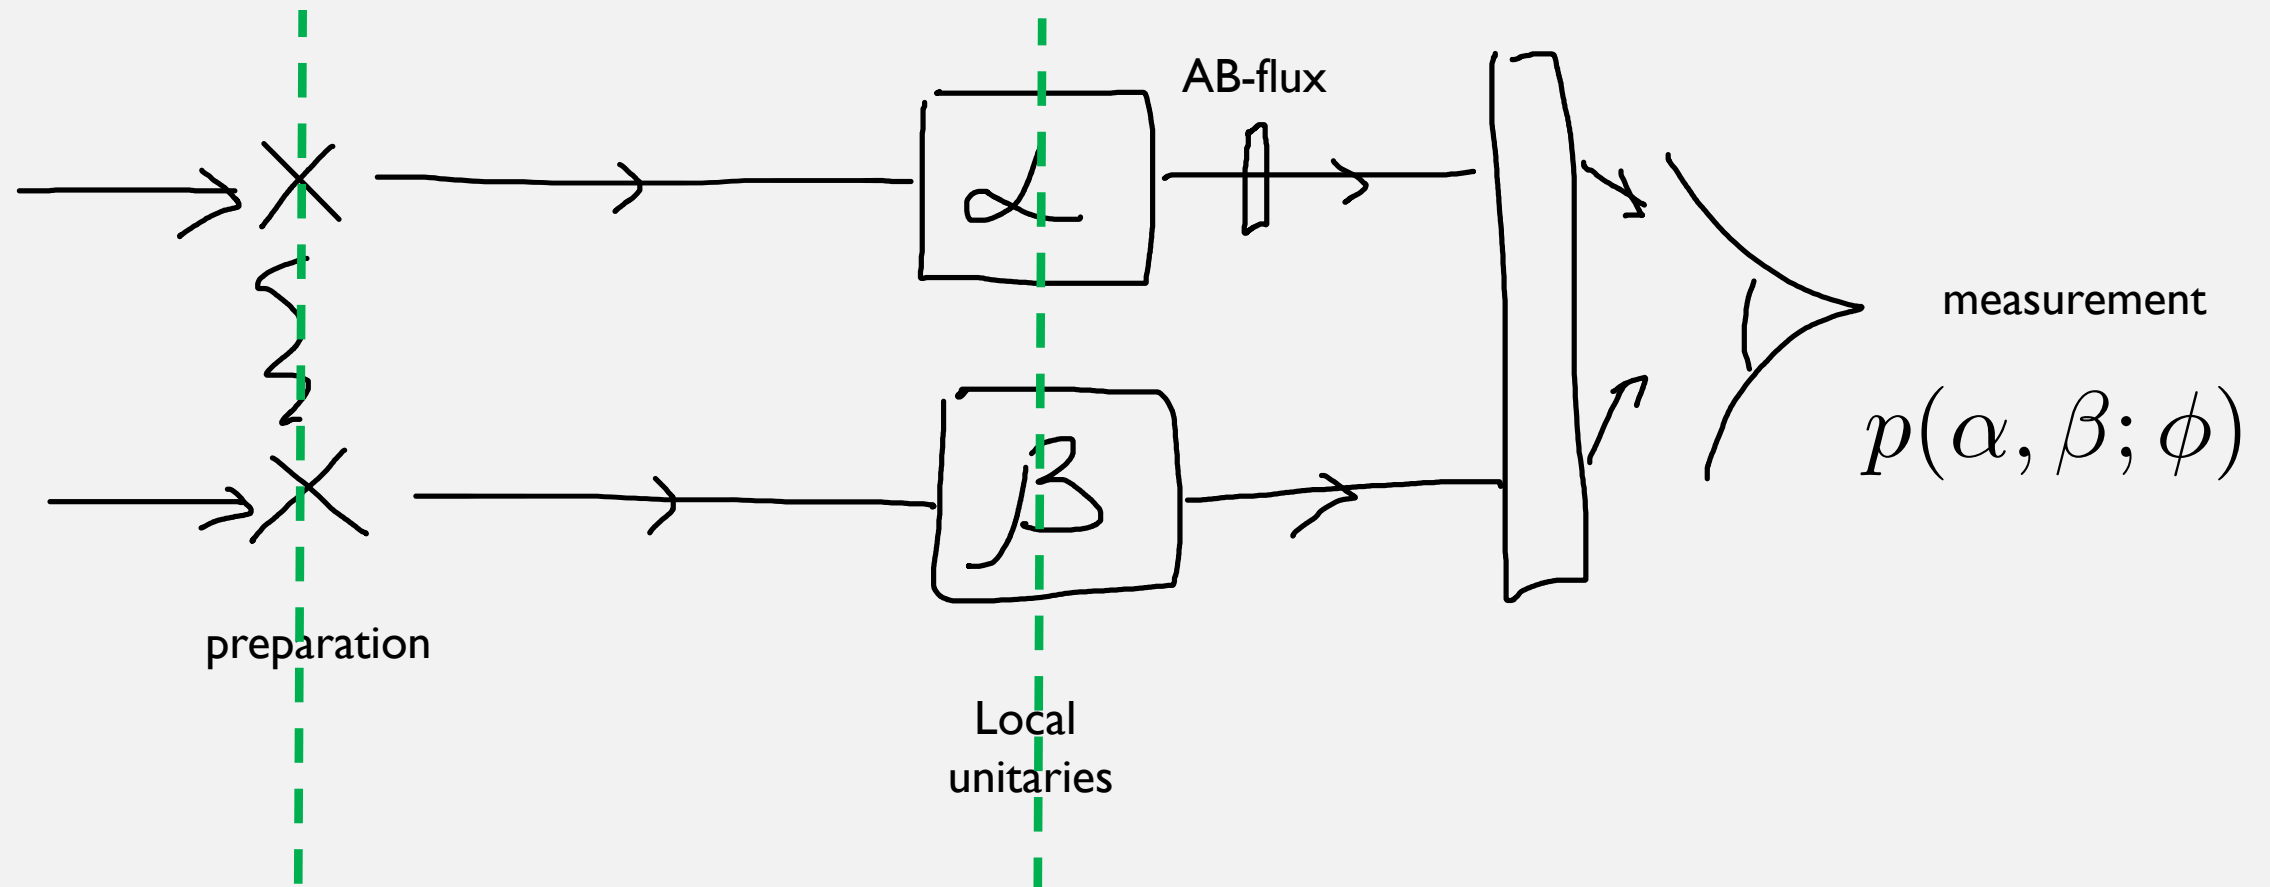 AB-flux
α
measurement
p(α, β; ϕ)
β
preparation
Local
unitaries